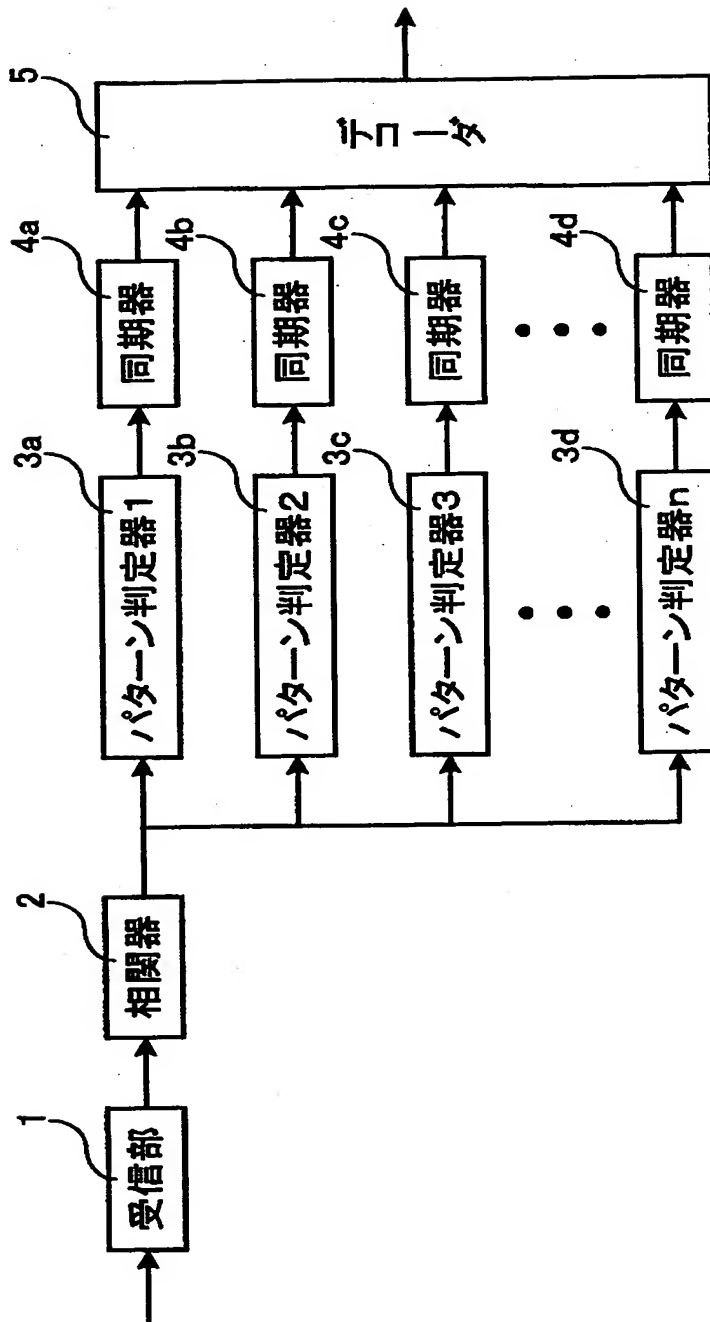 1
受信部
2
相関器
3a
パターン判定器1
4a
同期器
3b
パターン判定器2
4b
同期器
3c
パターン判定器3
4c
同期器
3d
パターン判定器n
4d
同期器
5
デコーダ